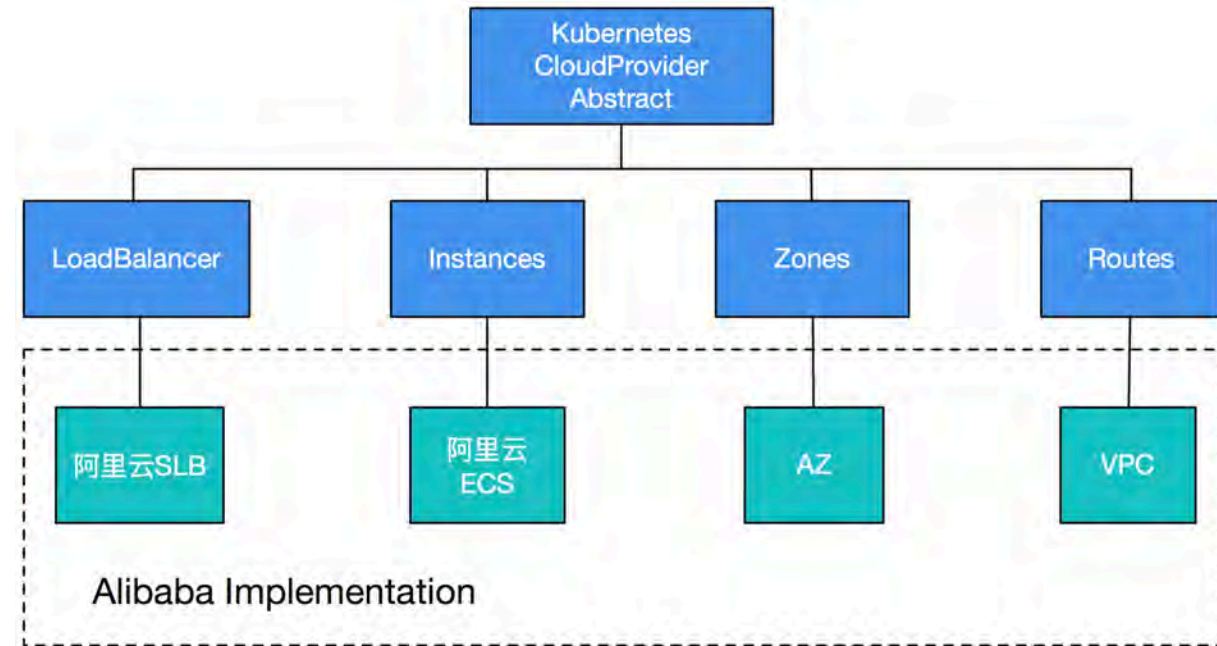 Kubernetes
CloudProvider
Abstract
LoadBalancer
Instances
Zones
Routes
阿里云SLB
阿里云
ECS
AZ
VPC
Alibaba Implementation